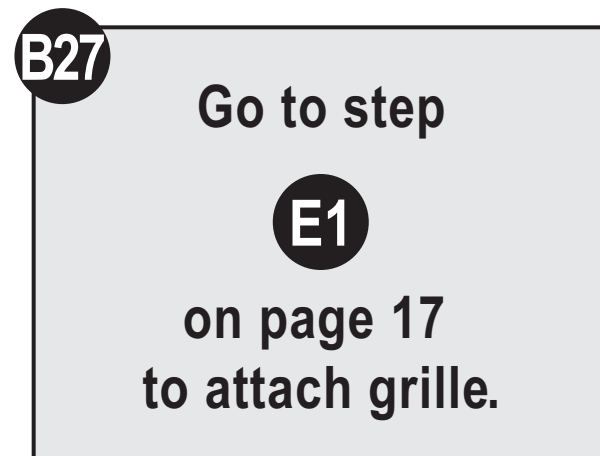 B27
Go to step
E1
on page 17
to attach grille.